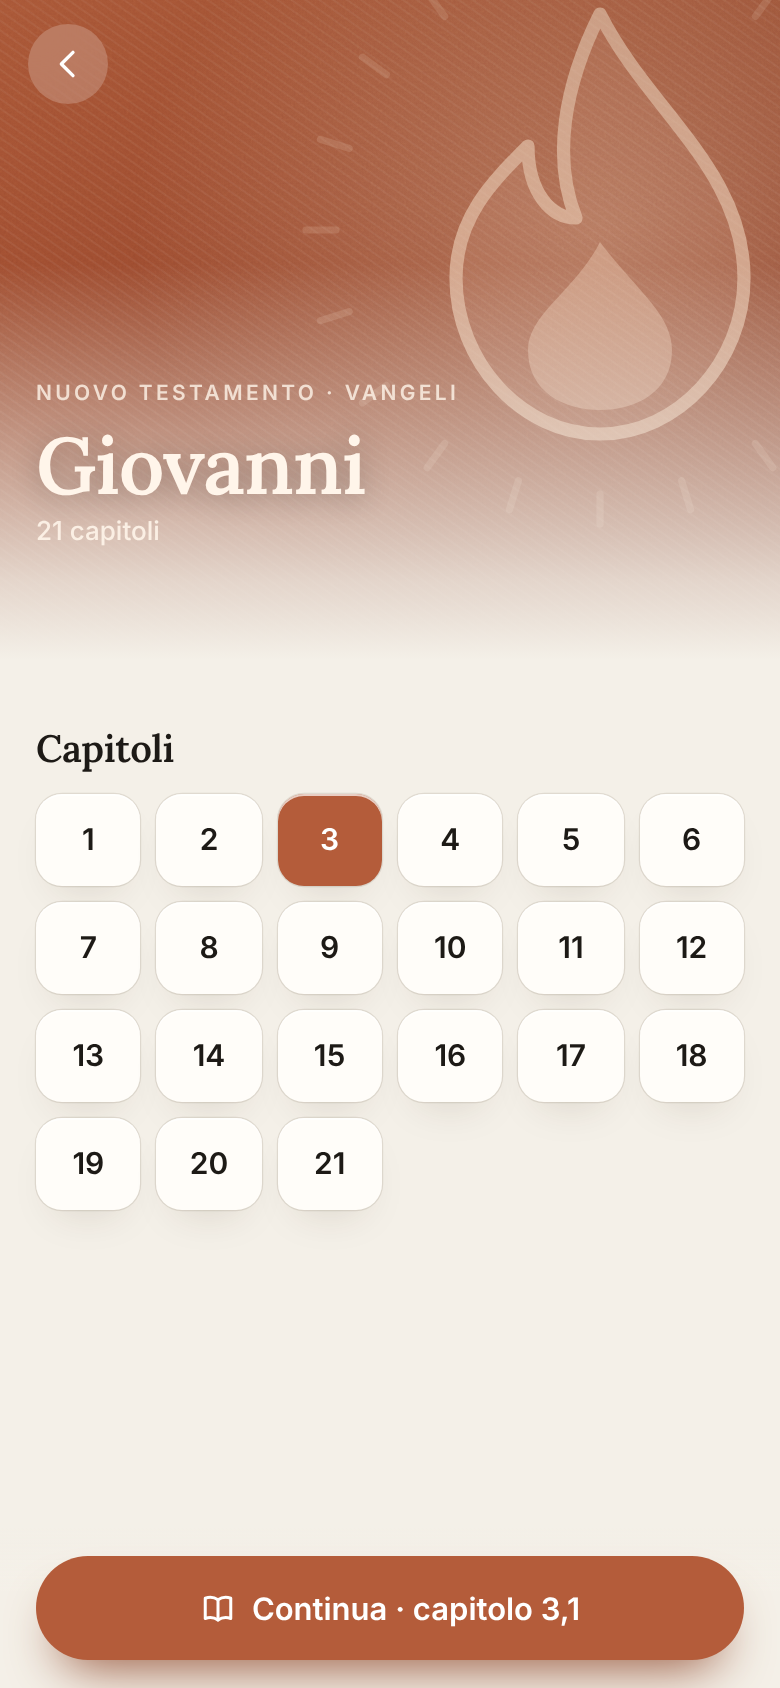 NUOVO TESTAMENTO · VANGELI
Giovanni
21 capitoli
Capitoli
1 2 3 4 5 6
7 8 9 10 11 12
13 14 15 16 17 18
19 20 21
Continua · capitolo 3,1